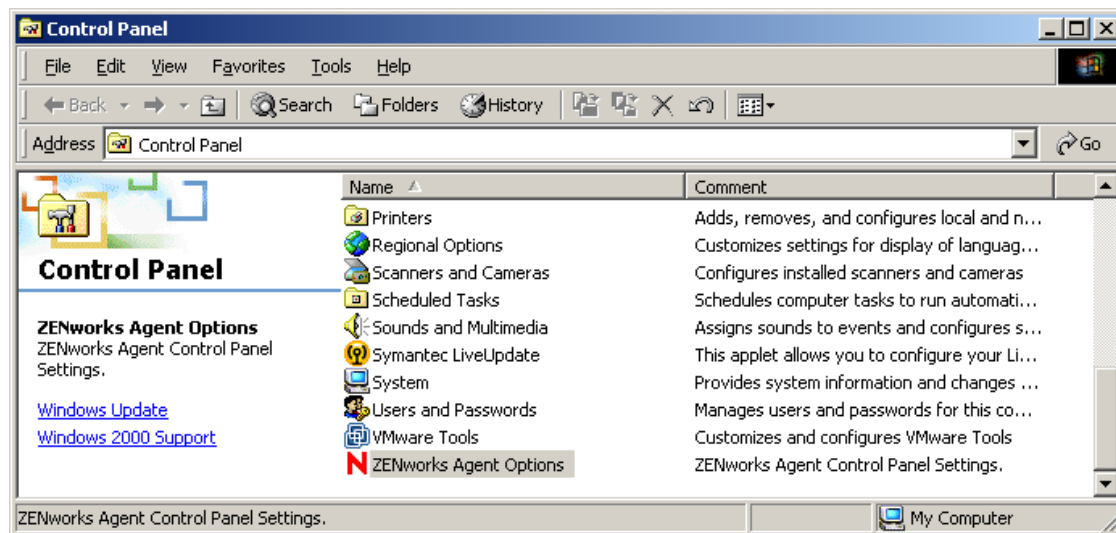 Control Panel
File Edit View Favorites Tools Help
Back Search Folders History
Address Control Panel Go
Name Comment
Control Panel
ZENworks Agent Options
ZENworks Agent Control Panel
Settings.
Windows Update
Windows 2000 Support
Printers Adds, removes, and configures local and n...
Regional Options Customizes settings for display of languag...
Scanners and Cameras Configures installed scanners and cameras
Scheduled Tasks Schedules computer tasks to run automati...
Sounds and Multimedia Assigns sounds to events and configures s...
Symantec LiveUpdate This applet allows you to configure your Li...
System Provides system information and changes ...
Users and Passwords Manages users and passwords for this co...
VMware Tools Customizes and configures VMware Tools
ZENworks Agent Options ZENworks Agent Control Panel Settings.
ZENworks Agent Control Panel Settings. My Computer